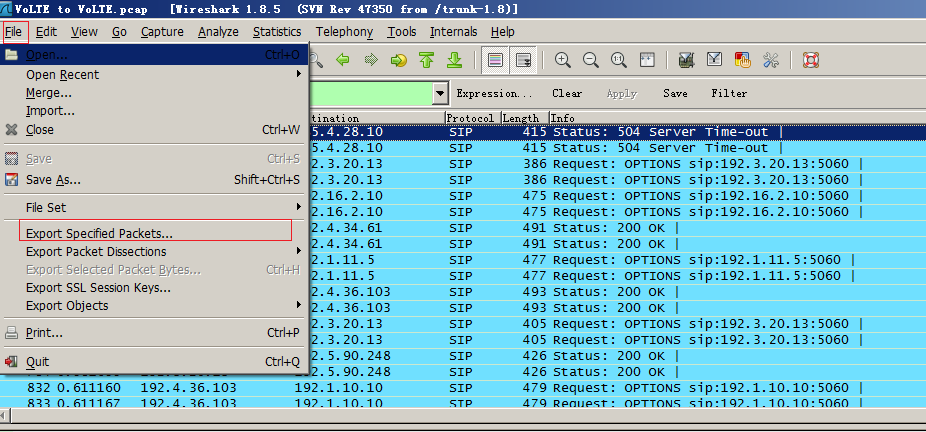 VoLTE to VoLTE.pcap [Wireshark 1.8.5 (SVN Rev 47350 from /trunk-1.8)]
File Edit View Go Capture Analyze Statistics Telephony Tools Internals Help
Open... Ctrl+O
Open Recent
Merge...
Import...
Close Ctrl+W
Save Ctrl+S
Save As... Shift+Ctrl+S
File Set
Export Specified Packets...
Export Packet Dissections
Export Selected Packet Bytes... Ctrl+H
Export SSL Session Keys...
Export Objects
Print... Ctrl+P
Quit Ctrl+Q
Expression... Clear Apply Save Filter
tination Protocol Length Info
5.4.28.10 SIP 415 Status: 504 Server Time-out |
5.4.28.10 SIP 415 Status: 504 Server Time-out |
2.3.20.13 SIP 386 Request: OPTIONS sip:192.3.20.13:5060 |
2.3.20.13 SIP 386 Request: OPTIONS sip:192.3.20.13:5060 |
2.16.2.10 SIP 475 Request: OPTIONS sip:192.16.2.10:5060 |
2.16.2.10 SIP 475 Request: OPTIONS sip:192.16.2.10:5060 |
2.4.34.61 SIP 491 Status: 200 OK |
2.4.34.61 SIP 491 Status: 200 OK |
2.1.11.5 SIP 477 Request: OPTIONS sip:192.1.11.5:5060 |
2.1.11.5 SIP 477 Request: OPTIONS sip:192.1.11.5:5060 |
2.4.36.103 SIP 493 Status: 200 OK |
2.4.36.103 SIP 493 Status: 200 OK |
2.3.20.13 SIP 405 Request: OPTIONS sip:192.3.20.13:5060 |
2.3.20.13 SIP 405 Request: OPTIONS sip:192.3.20.13:5060 |
2.5.90.248 SIP 426 Status: 200 OK |
2.5.90.248 SIP 426 Status: 200 OK |
832 0.611160 192.4.36.103 192.1.10.10 SIP 479 Request: OPTIONS sip:192.1.10.10:5060 |
833 0.611167 192.4.36.103 192.1.10.10 SIP 479 Request: OPTIONS sip:192.1.10.10:5060 |